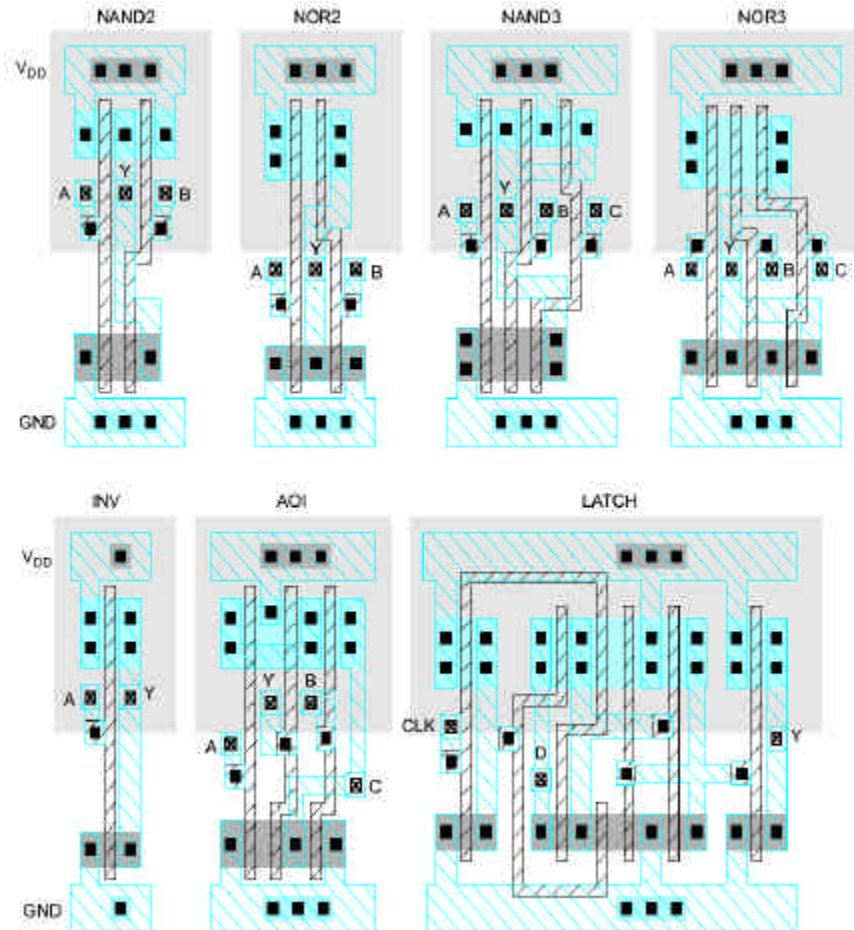 NAND2 NOR2 NAND3 NOR3
VDD
Y
A B
Y
A B
Y
A B C
Y
A B C
GND
INV AOI LATCH
VDD
A Y
Y B
A
C
CLK
D
Y
GND